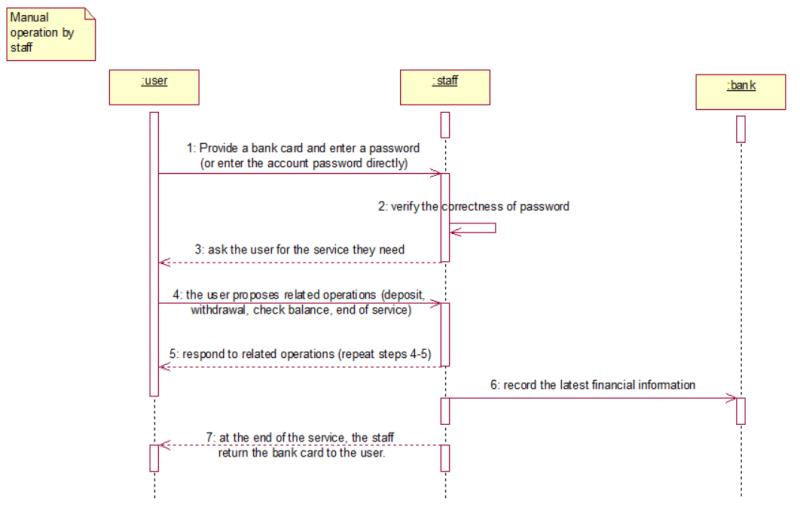 Manual
operation by
staff
:user
: staff
:bank
1: Provide a bank card and enter a password
(or enter the account password directly)
2: verify the correctness of password
3: ask the user for the service they need
4: the user proposes related operations (deposit,
withdrawal, check balance, end of service)
5: respond to related operations (repeat steps 4-5)
6: record the latest financial information
7: at the end of the service, the staff
return the bank card to the user.